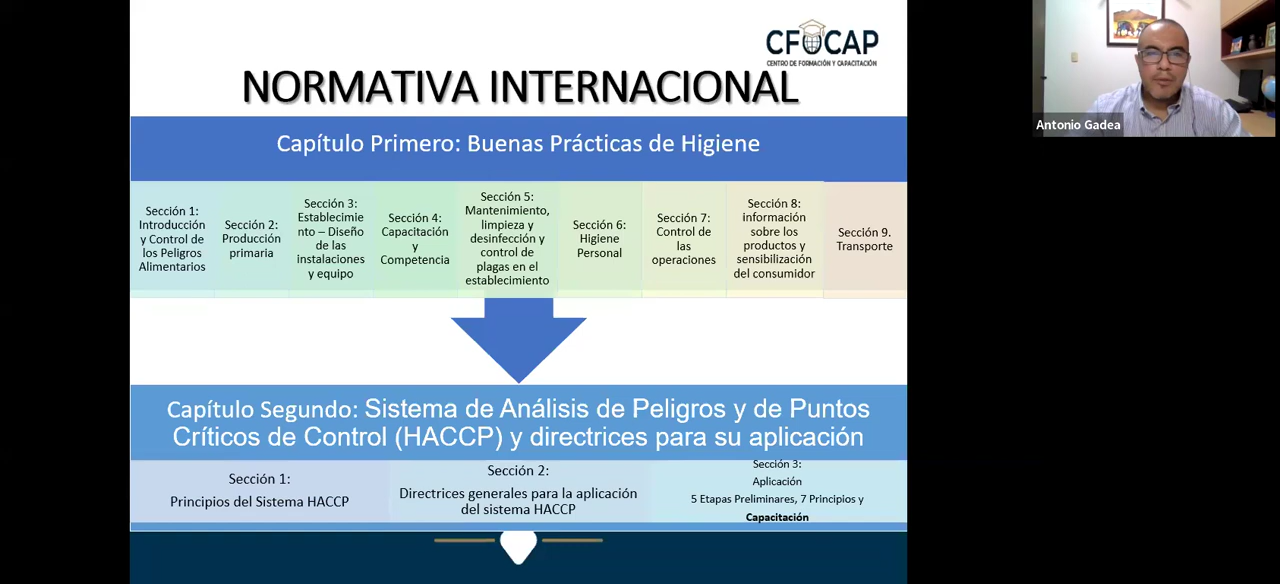 CFOCAP
CENTRO DE FORMACIÓN Y CAPACITACIÓN
NORMATIVA INTERNACIONAL
Antonio Gadea
Capítulo Primero: Buenas Prácticas de Higiene
Sección 1:
Introducción
y Control de
los Peligros
Alimentarios
Sección 2:
Producción
primaria
Sección 3:
Establecimie
nto – Diseño
de las
instalaciones
y equipo
Sección 4:
Capacitación
y
Competencia
Sección 5:
Mantenimiento,
limpieza y
desinfección y
control de
plagas en el
establecimiento
Sección 6:
Higiene
Personal
Sección 7:
Control de
las
operaciones
Sección 8:
información
sobre los
productos y
sensibilización
del consumidor
Sección 9.
Transporte
Capítulo Segundo: Sistema de Análisis de Peligros y de Puntos
Críticos de Control (HACCP) y directrices para su aplicación
Sección 1:
Principios del Sistema HACCP
Sección 2:
Directrices generales para la aplicación
del sistema HACCP
Sección 3:
Aplicación
5 Etapas Preliminares, 7 Principios y
Capacitación